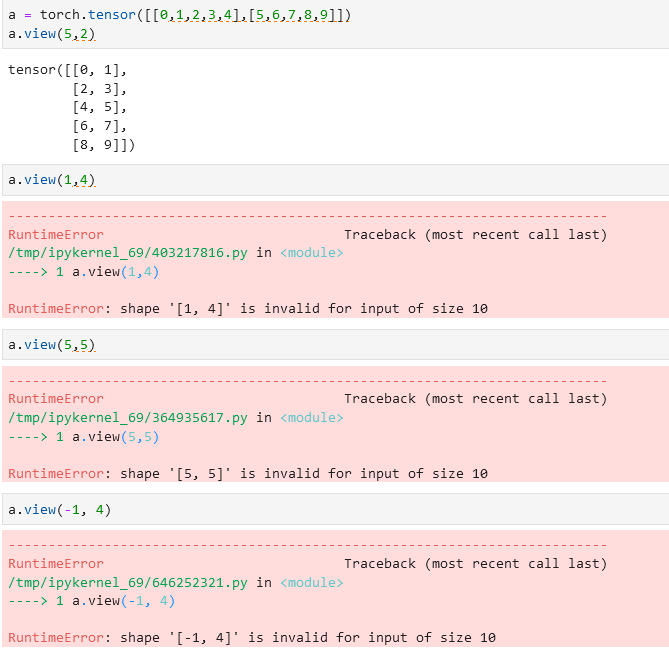 a = torch.tensor([[0,1,2,3,4],[5,6,7,8,9]])
a.view(5,2)
tensor([[0, 1],
        [2, 3],
        [4, 5],
        [6, 7],
        [8, 9]])
a.view(1,4)
---------------------------------------------------------------------------
RuntimeError                              Traceback (most recent call last)
/tmp/ipykernel_69/403217816.py in <module>
----> 1 a.view(1,4)
RuntimeError: shape '[1, 4]' is invalid for input of size 10
a.view(5,5)
---------------------------------------------------------------------------
RuntimeError                              Traceback (most recent call last)
/tmp/ipykernel_69/364935617.py in <module>
----> 1 a.view(5,5)
RuntimeError: shape '[5, 5]' is invalid for input of size 10
a.view(-1, 4)
---------------------------------------------------------------------------
RuntimeError                              Traceback (most recent call last)
/tmp/ipykernel_69/646252321.py in <module>
----> 1 a.view(-1, 4)
RuntimeError: shape '[-1, 4]' is invalid for input of size 10